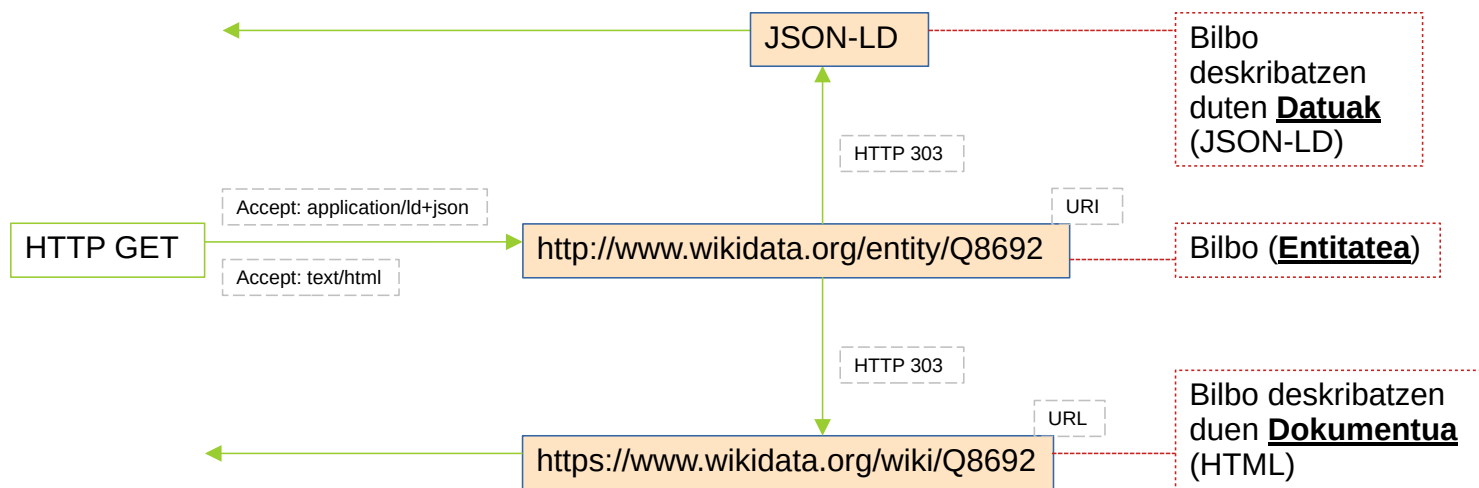 JSON-LD
Bilbo
deskribatzen
duten Datuak
(JSON-LD)
HTTP 303
Accept: application/ld+json
URI
HTTP GET
http://www.wikidata.org/entity/Q8692
Bilbo (Entitatea)
Accept: text/html
HTTP 303
URL
Bilbo deskribatzen
duen Dokumentua
(HTML)
https://www.wikidata.org/wiki/Q8692